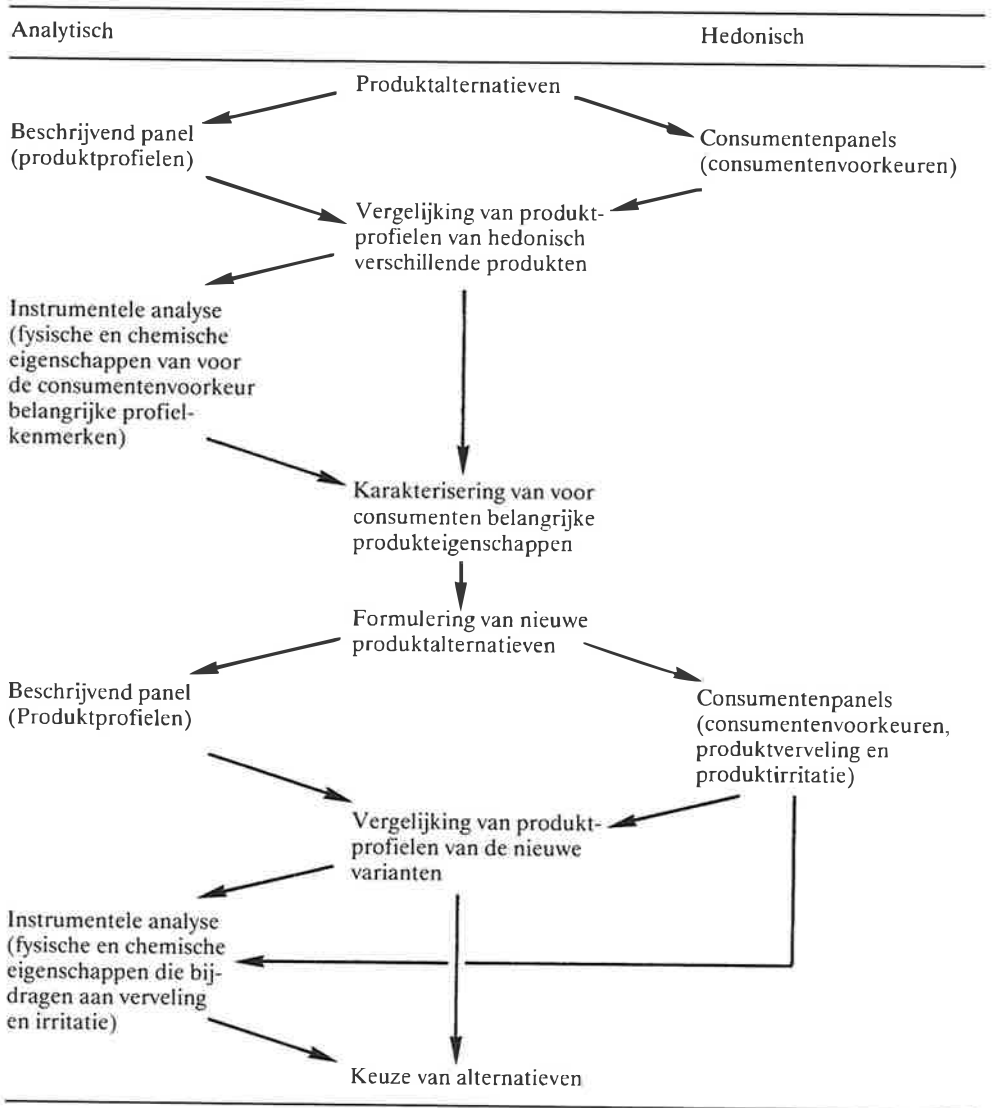 Analytisch
Hedonisch
Produktalternatieven
Beschrijvend panel
(produktprofielen)
Consumentenpanels
(consumentenvoorkeuren)
Vergelijking van produkt-
profielen van hedonisch
verschillende produkten
Instrumentele analyse
(fysische en chemische
eigenschappen van voor
de consumentenvoorkeur
belangrijke profiel-
kenmerken)
Karakterisering van voor
consumenten belangrijke
produkteigenschappen
Formulering van nieuwe
produktalternatieven
Beschrijvend panel
(Produktprofielen)
Consumentenpanels
(consumentenvoorkeuren,
produktverveling en
produktirritatie)
Vergelijking van produkt-
profielen van de nieuwe
varianten
Instrumentele analyse
(fysische en chemische
eigenschappen die bij-
dragen aan verveling
en irritatie)
Keuze van alternatieven